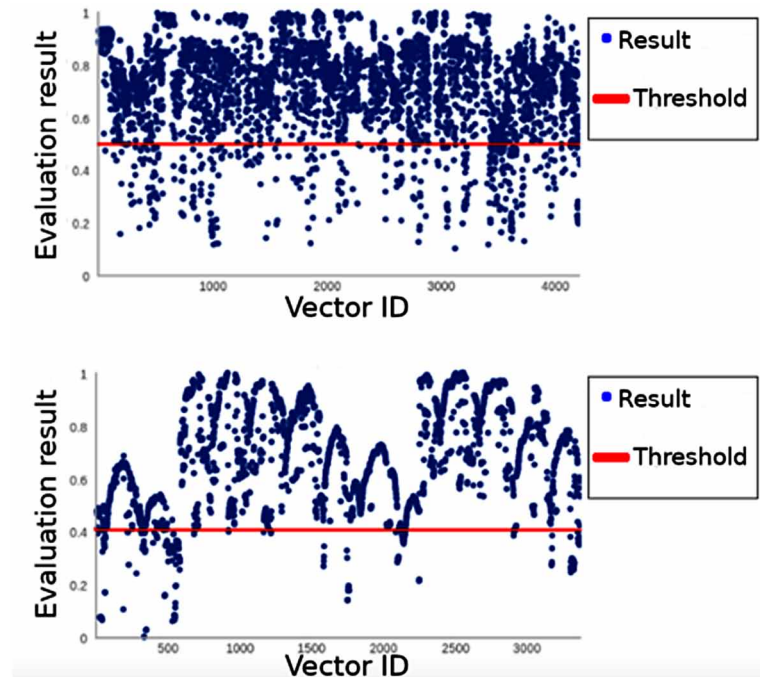 1
0.8
0.6
0.4
0.2
0
Evaluation result
1000
2000
3000
4000
Vector ID
Result
Threshold
1
0.8
0.6
0.4
0.2
0
Evaluation result
500
1000
1500
2000
2500
3000
Vector ID
Result
Threshold